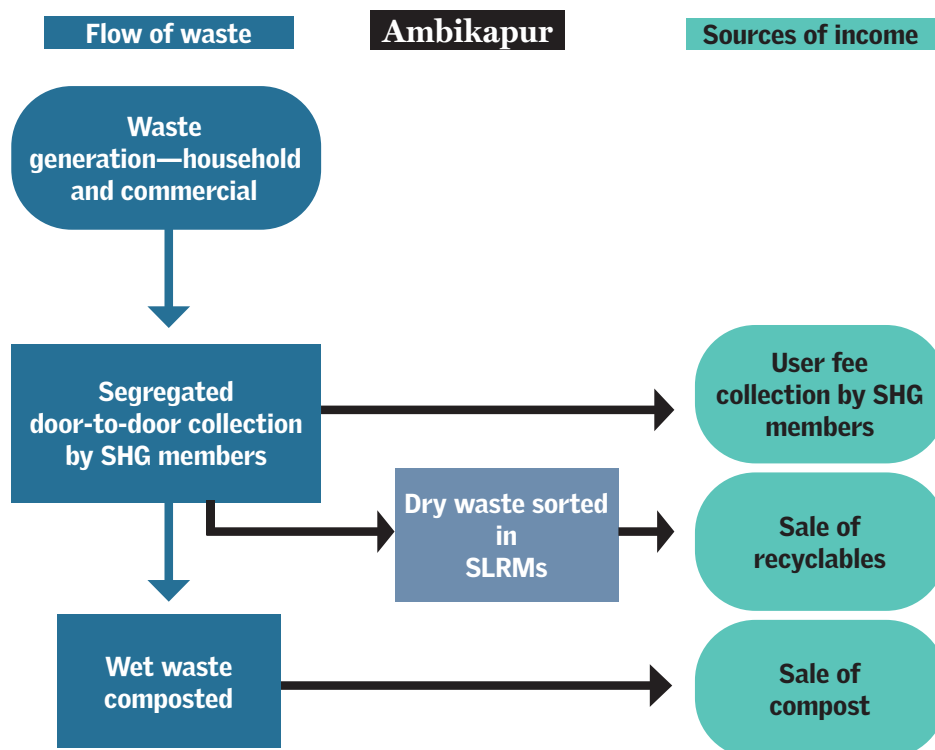 Flow of waste
Ambikapur
Sources of income
Waste
generation—household
and commercial
Segregated
door-to-door collection
by SHG members
User fee
collection by SHG
members
Dry waste sorted
in
SLRMs
Sale of
recyclables
Wet waste
composted
Sale of
compost